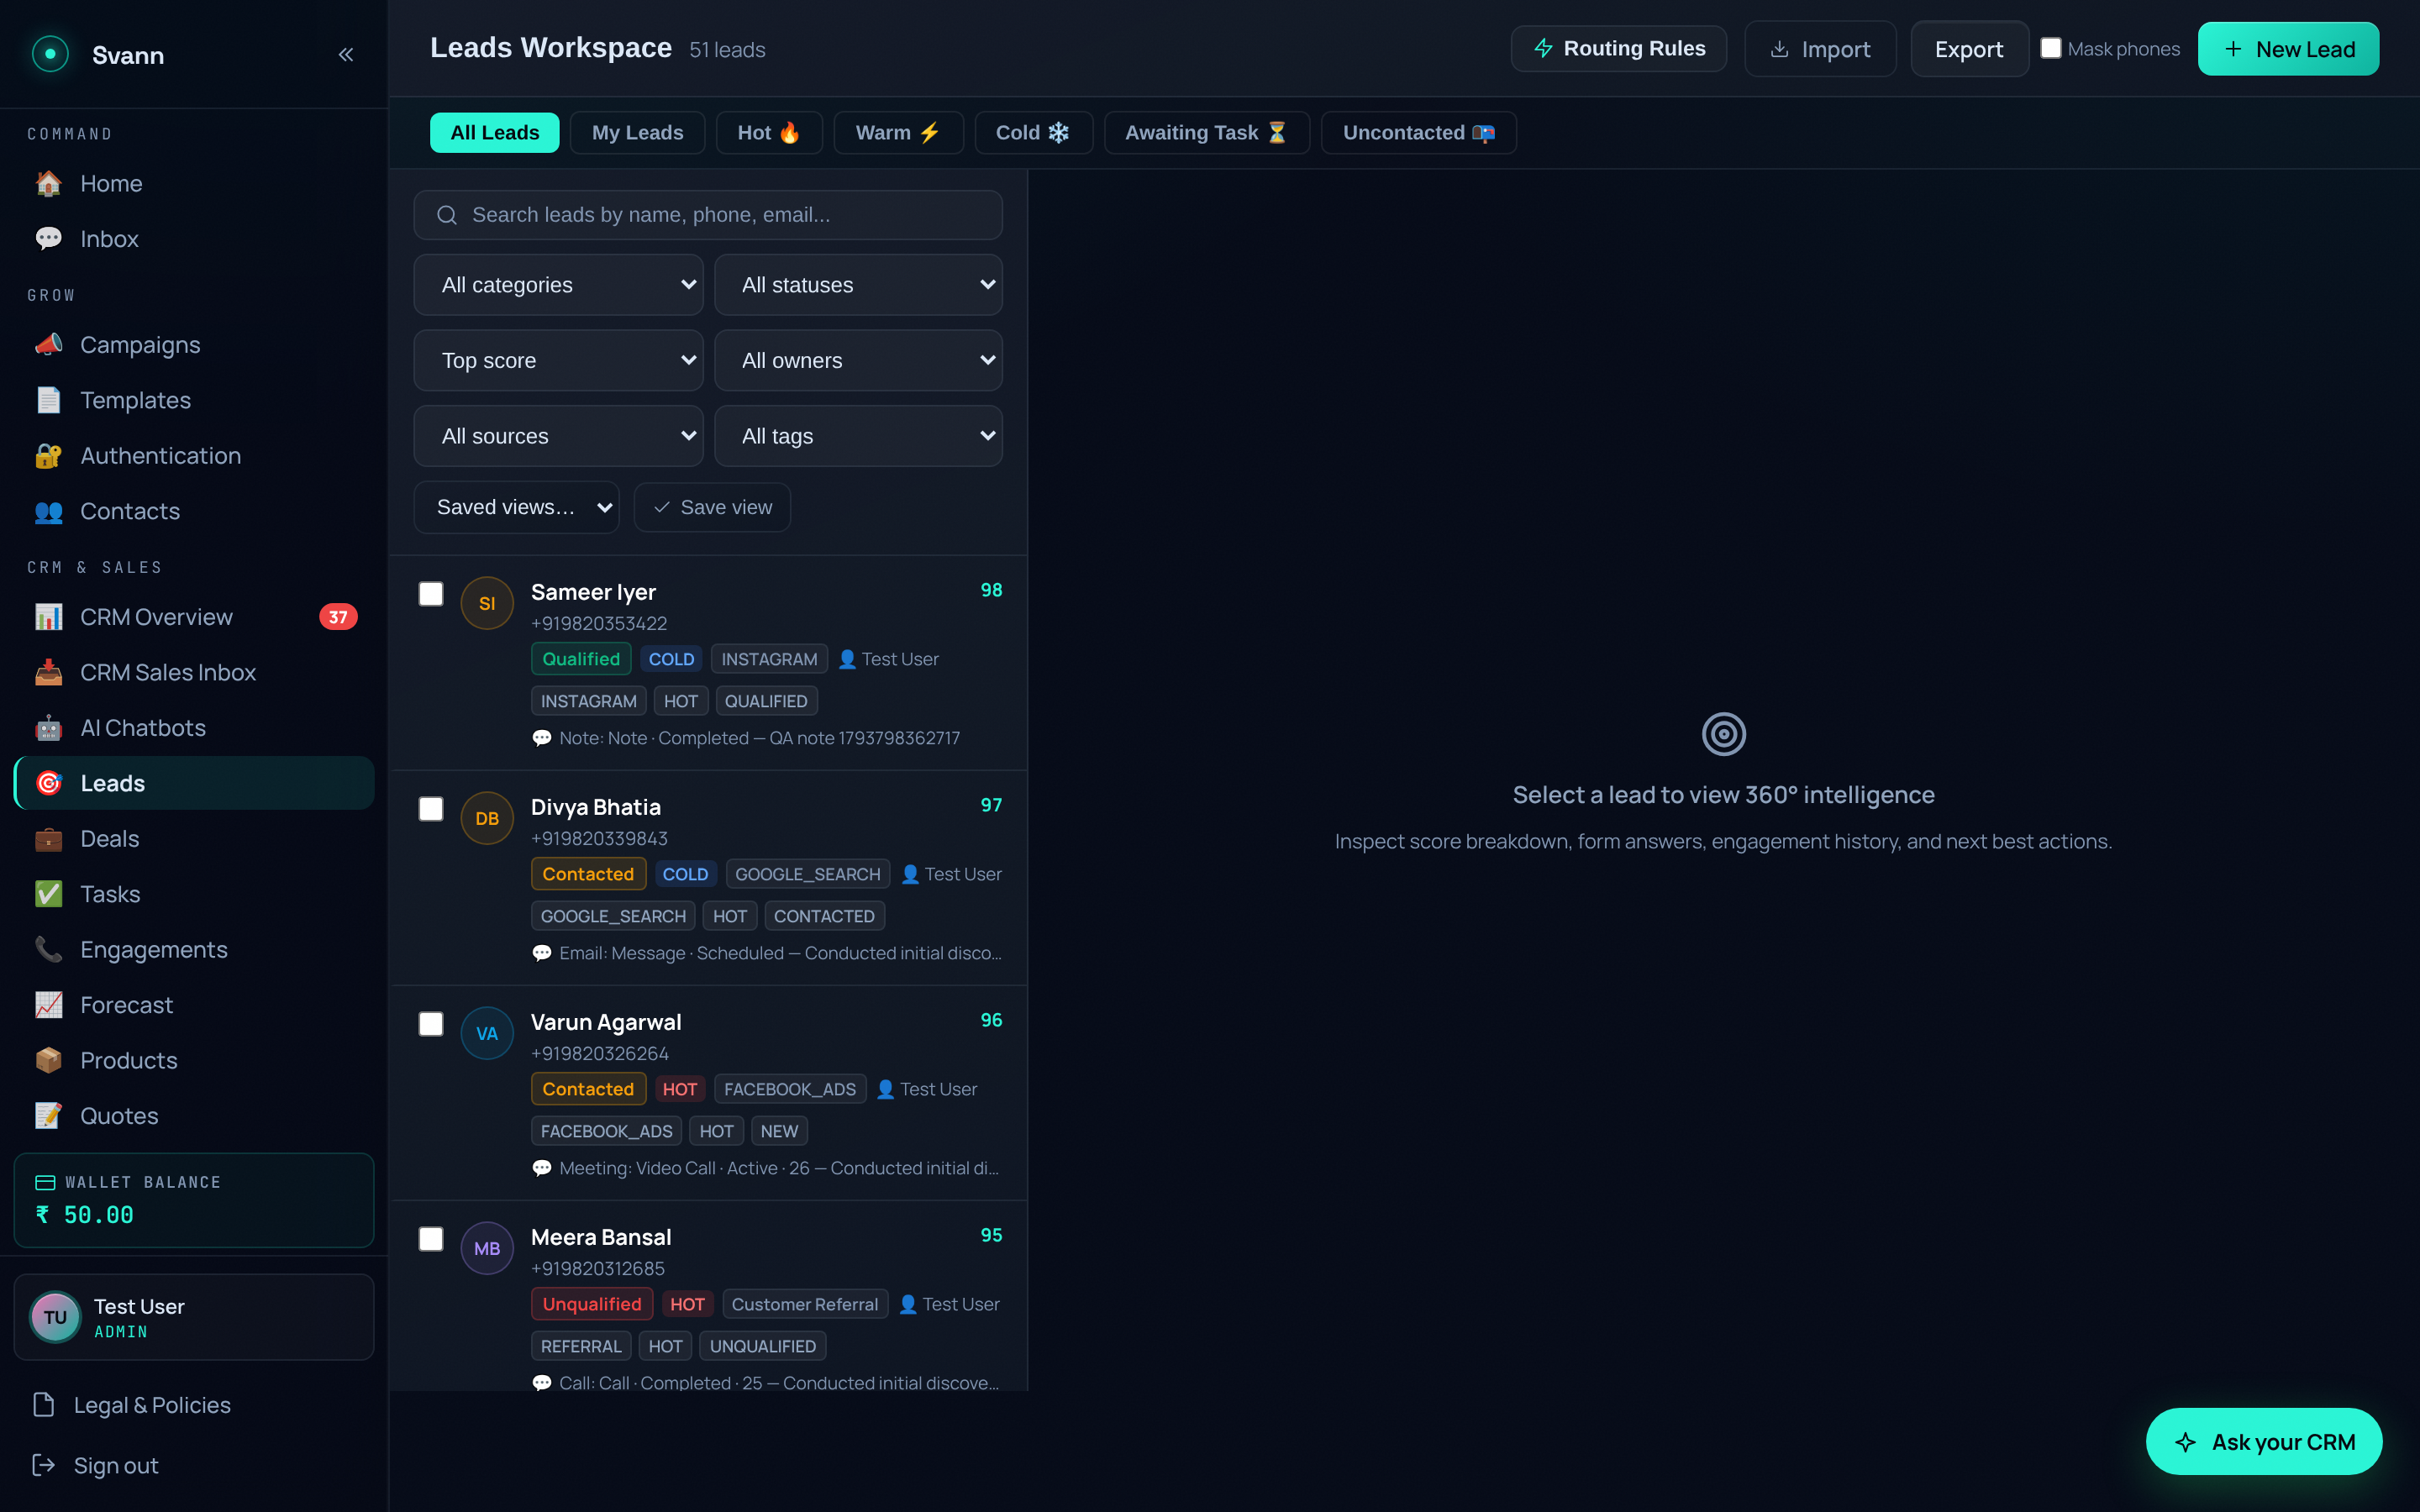 Svann
COMMAND
Home
Inbox
GROW
Campaigns
Templates
Authentication
Contacts
CRM & SALES
CRM Overview 37
CRM Sales Inbox
AI Chatbots
Leads
Deals
Tasks
Engagements
Forecast
Products
Quotes
WALLET BALANCE
₹ 50.00
TU Test User
ADMIN
Legal & Policies
Sign out
Leads Workspace 51 leads
Routing Rules Import Export Mask phones + New Lead
All Leads My Leads Hot 🔥 Warm ⚡ Cold ❄️ Awaiting Task ⏳ Uncontacted 📪
Search leads by name, phone, email...
All categories All statuses
Top score All owners
All sources All tags
Saved views... Save view
SI Sameer Iyer 98
+919820353422
Qualified COLD INSTAGRAM 👤 Test User
INSTAGRAM HOT QUALIFIED
💬 Note: Note · Completed — QA note 1793798362717
DB Divya Bhatia 97
+919820339843
Contacted COLD GOOGLE_SEARCH 👤 Test User
GOOGLE_SEARCH HOT CONTACTED
💬 Email: Message · Scheduled — Conducted initial disco...
VA Varun Agarwal 96
+919820326264
Contacted HOT FACEBOOK_ADS 👤 Test User
FACEBOOK_ADS HOT NEW
💬 Meeting: Video Call · Active · 26 — Conducted initial di...
MB Meera Bansal 95
+919820312685
Unqualified HOT Customer Referral 👤 Test User
REFERRAL HOT UNQUALIFIED
💬 Call: Call · Completed · 25 — Conducted initial discove...
Select a lead to view 360° intelligence
Inspect score breakdown, form answers, engagement history, and next best actions.
Ask your CRM